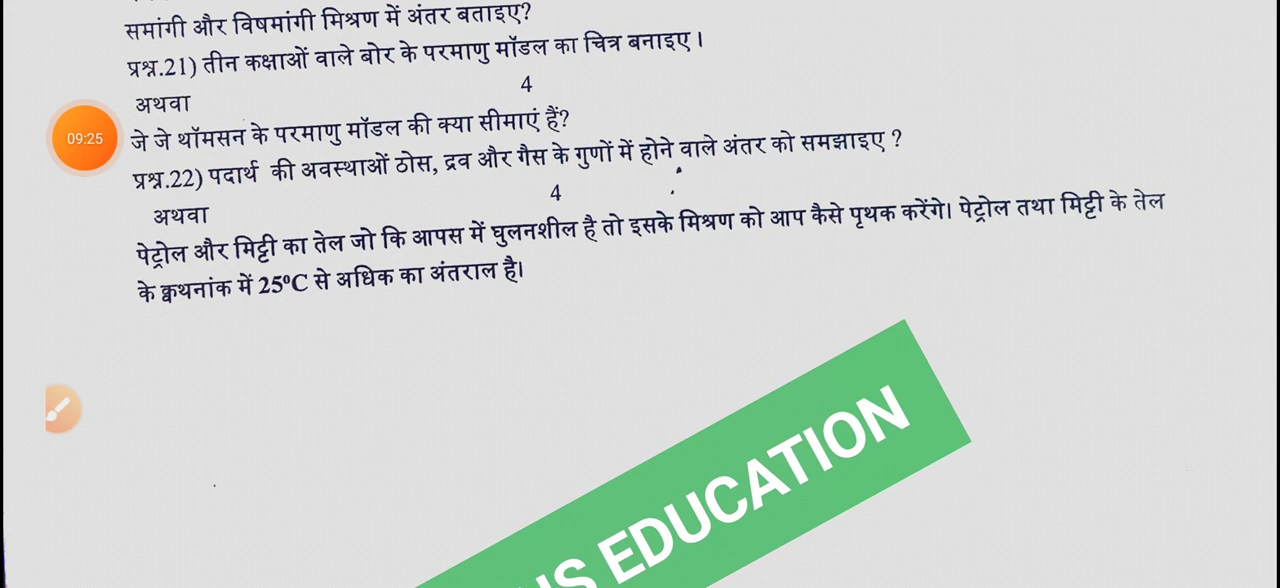 समांगी और विषमांगी मिश्रण में अंतर बताइए?
प्रश्न.21) तीन कक्षाओं वाले बोर के परमाणु मॉडल का चित्र बनाइए ।
4
अथवा
09:25
जे जे थॉमसन के परमाणु मॉडल की क्या सीमाएं हैं?
प्रश्न.22) पदार्थ की अवस्थाओं ठोस, द्रव और गैस के गुणों में होने वाले अंतर को समझाइए ?
4
अथवा
पेट्रोल और मिट्टी का तेल जो कि आपस में घुलनशील है तो इसके मिश्रण को आप कैसे पृथक करेंगे। पेट्रोल तथा मिट्टी के तेल
के क्वथनांक में 25⁰C से अधिक का अंतराल है।
EDUCATION